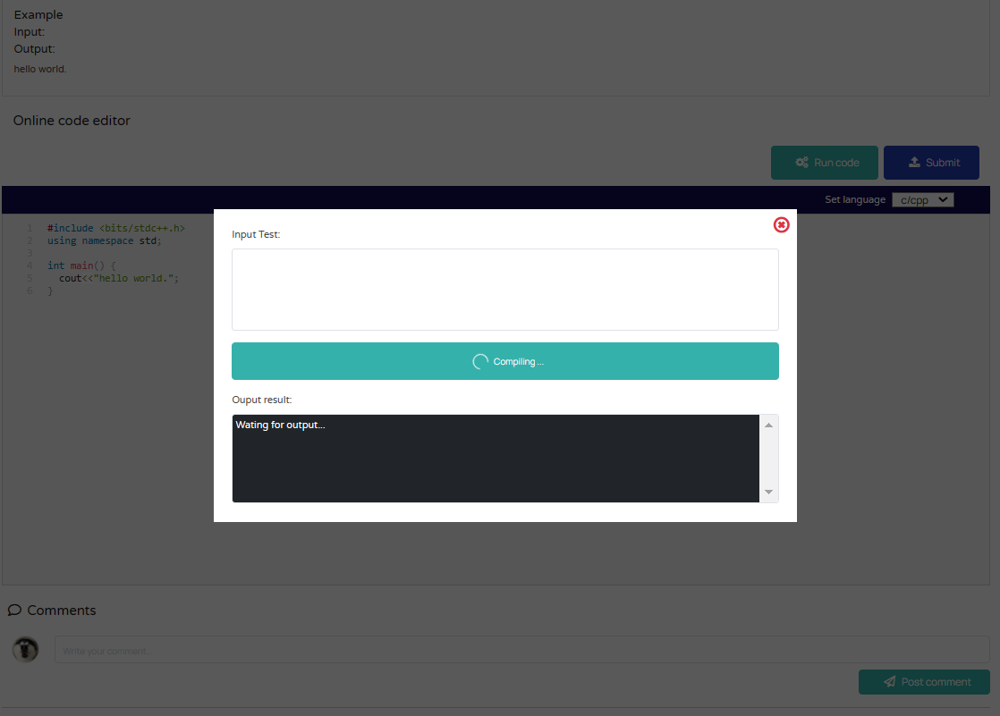 Example
Input:
Output:
hello world.
Online code editor
Run code
Submit
Set language
c/cpp
1 #include <bits/stdc++.h>
2 using namespace std;
3
4 int main() {
5 cout<<"hello world.";
6 }
Input Test:
Compiling ...
Ouput result:
Wating for output...
Comments
Write your comment...
Post comment